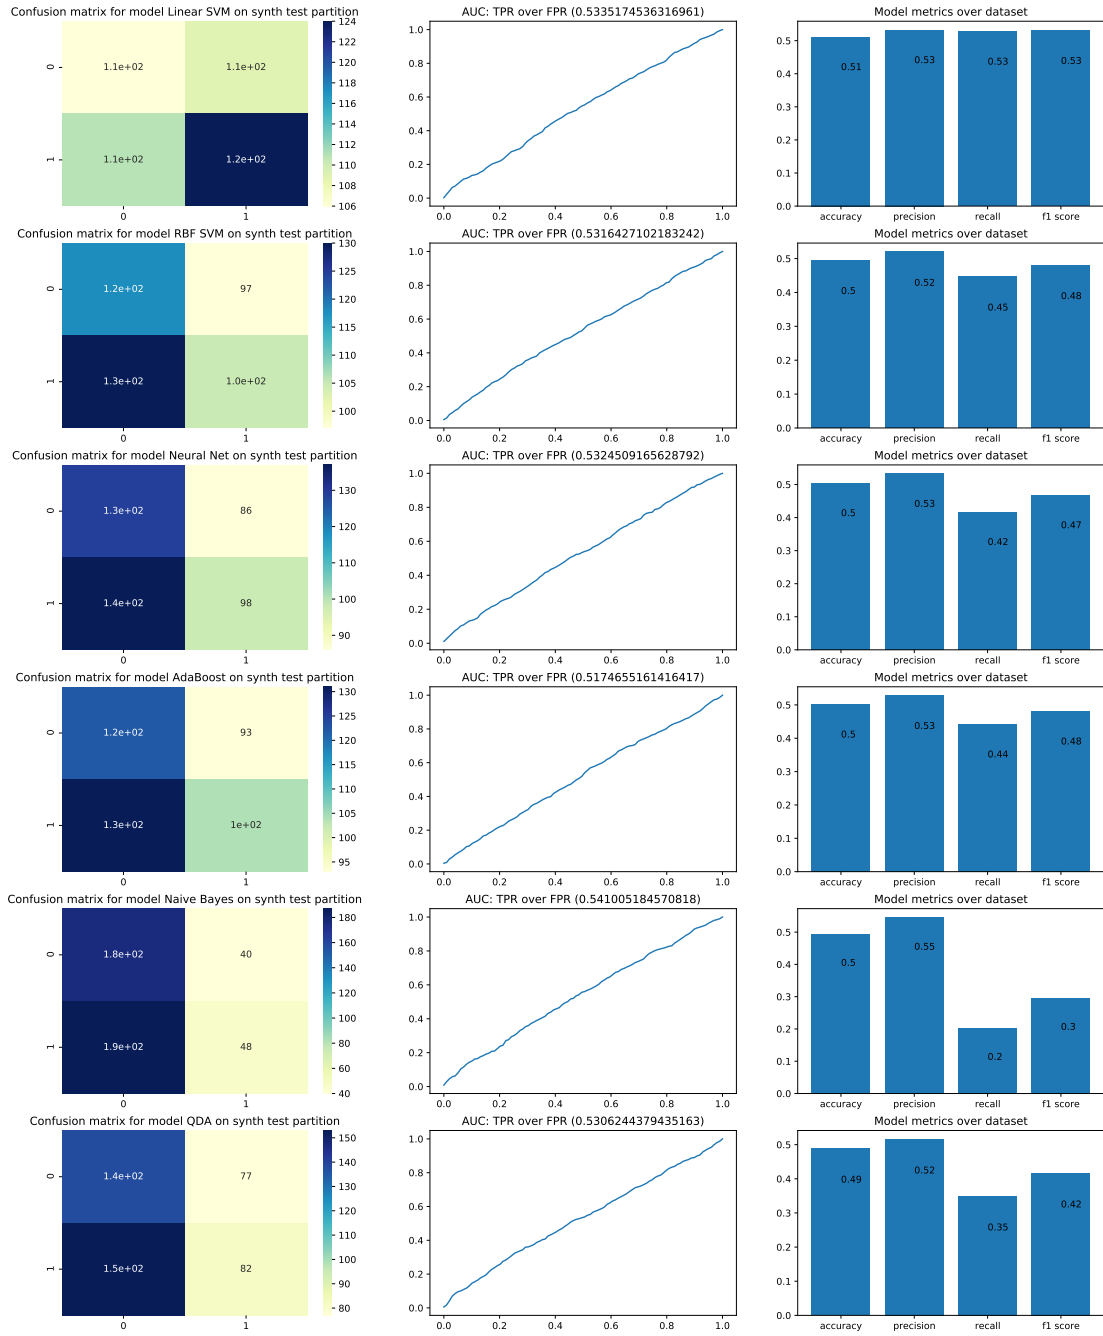 Confusion matrix for model Linear SVM on synth test partition
AUC: TPR over FPR (0.5335174536316961)
Model metrics over dataset
0
1
1.1e+02 1.1e+02
1.1e+02 1.2e+02
0 1
124
122
120
118
116
114
112
110
108
106
1.0
0.8
0.6
0.4
0.2
0.0
0.0 0.2 0.4 0.6 0.8 1.0
0.5
0.4
0.3
0.2
0.1
0.0
0.51 0.53 0.53 0.53
accuracy precision recall f1 score
Confusion matrix for model RBF SVM on synth test partition
AUC: TPR over FPR (0.5316427102183242)
Model metrics over dataset
0
1
1.2e+02 97
1.3e+02 1.0e+02
0 1
130
125
120
115
110
105
100
1.0
0.8
0.6
0.4
0.2
0.0
0.0 0.2 0.4 0.6 0.8 1.0
0.5
0.4
0.3
0.2
0.1
0.0
0.5 0.52 0.45 0.48
accuracy precision recall f1 score
Confusion matrix for model Neural Net on synth test partition
AUC: TPR over FPR (0.5324509165628792)
Model metrics over dataset
0
1
1.3e+02 86
1.4e+02 98
0 1
130
120
110
100
90
1.0
0.8
0.6
0.4
0.2
0.0
0.0 0.2 0.4 0.6 0.8 1.0
0.5
0.4
0.3
0.2
0.1
0.0
0.5 0.53 0.42 0.47
accuracy precision recall f1 score
Confusion matrix for model AdaBoost on synth test partition
AUC: TPR over FPR (0.5174655161416417)
Model metrics over dataset
0
1
1.2e+02 93
1.3e+02 1e+02
0 1
130
125
120
115
110
105
100
95
1.0
0.8
0.6
0.4
0.2
0.0
0.0 0.2 0.4 0.6 0.8 1.0
0.5
0.4
0.3
0.2
0.1
0.0
0.5 0.53 0.44 0.48
accuracy precision recall f1 score
Confusion matrix for model Naive Bayes on synth test partition
AUC: TPR over FPR (0.541005184570818)
Model metrics over dataset
0
1
1.8e+02 40
1.9e+02 48
0 1
180
160
140
120
100
80
60
40
1.0
0.8
0.6
0.4
0.2
0.0
0.0 0.2 0.4 0.6 0.8 1.0
0.5
0.4
0.3
0.2
0.1
0.0
0.5 0.55 0.2 0.3
accuracy precision recall f1 score
Confusion matrix for model QDA on synth test partition
AUC: TPR over FPR (0.5306244379435163)
Model metrics over dataset
0
1
1.4e+02 77
1.5e+02 82
0 1
150
140
130
120
110
100
90
80
1.0
0.8
0.6
0.4
0.2
0.0
0.0 0.2 0.4 0.6 0.8 1.0
0.5
0.4
0.3
0.2
0.1
0.0
0.49 0.52 0.35 0.42
accuracy precision recall f1 score